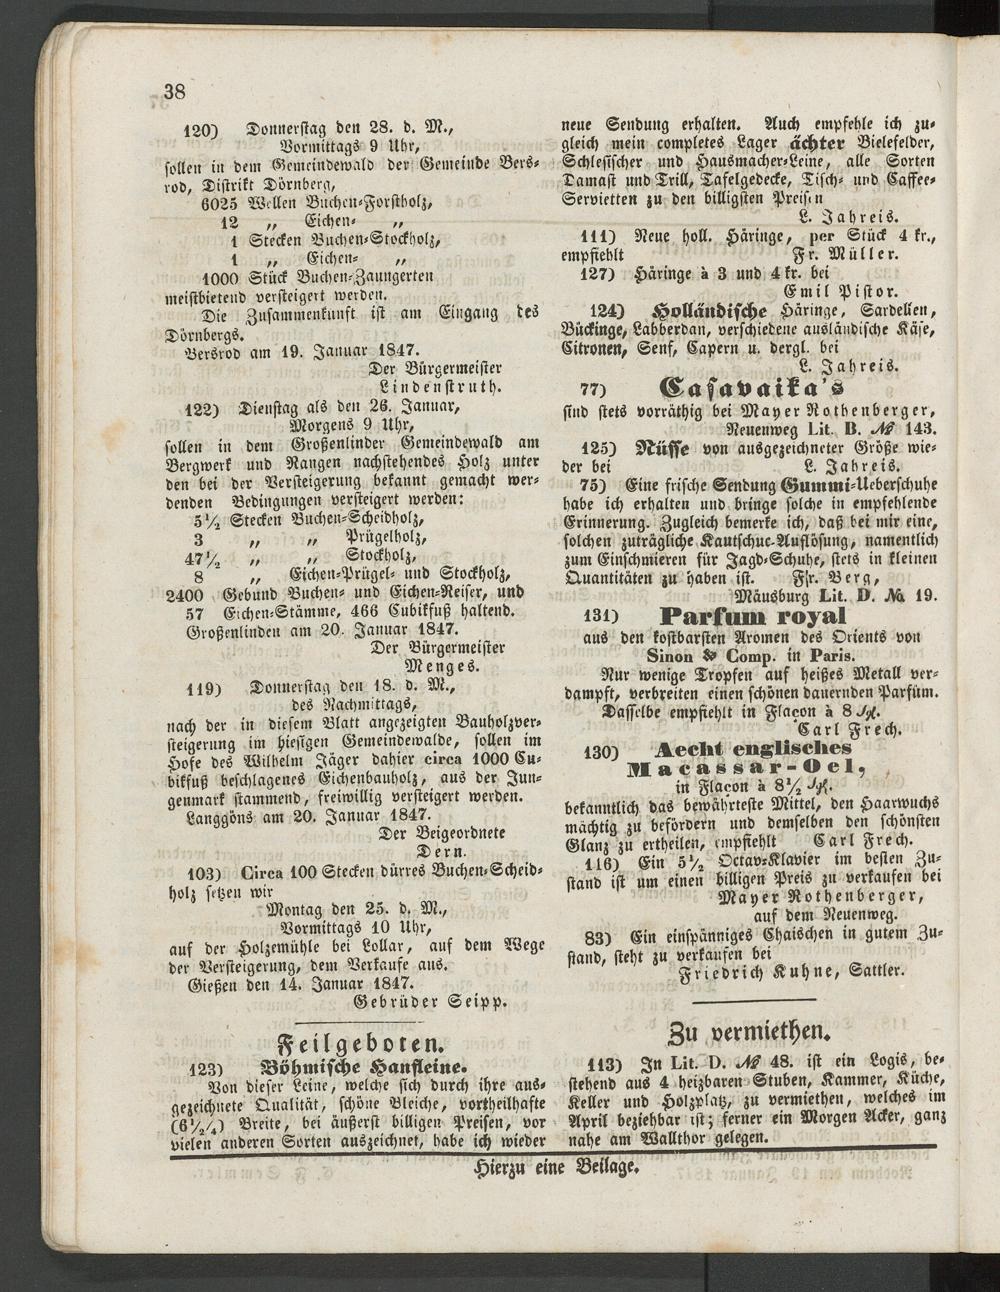 38
120) Donnerstag den 28. d. M.,
Vormittags 9 Uhr,
sollen in dem Gemeindewald der Gemeinde Bers-
rod, Distrikt Dörnberg,
6025 Wellen Buchen-Forstholz,
12 „ Eichen- „
1 Stecken Buchen-Stockholz,
1 „ Eichen- „
1000 Stück Buchen-Zaungerten
meistbietend versteigert werden.
Die Zusammenkunft ist am Eingang des
Dörnbergs.
Bersrod am 19. Januar 1847.
Der Bürgermeister
Lindenstruth.
122) Dienstag als den 26. Januar,
Morgens 9 Uhr,
sollen in dem Großenlinder Gemeindewald am
Bergwerk und Rangen nachstehendes Holz unter
den bei der Versteigerung bekannt gemacht wer-
denden Bedingungen versteigert werden:
5½ Stecken Buchen-Scheidholz,
3 „ „ Prügelholz,
47½ „ „ Stockholz,
8 „ Eichen-Prügel- und Stockholz,
2400 Gebund Buchen- und Eichen-Reiser, und
57 Eichen-Stämme, 466 Cubikfuß haltend.
Großenlinden am 20. Januar 1847.
Der Bürgermeister
Menges.
119) Donnerstag den 18. d. M.,
des Nachmittags,
nach der in diesem Blatt angezeigten Bauholzver-
steigerung im hiesigen Gemeindewalde, sollen im
Hofe des Wilhelm Jäger dahier circa 1000 Cu-
bikfuß beschlagenes Eichenbauholz, aus der Jun-
genmark stammend, freiwillig versteigert werden.
Langgöns am 20. Januar 1847.
Der Beigeordnete
Dern.
103) Circa 100 Stecken dürres Buchen-Scheid-
holz setzen wir
Montag den 25. d. M.,
Vormittags 10 Uhr,
auf der Holzemühle bei Lollar, auf dem Wege
der Versteigerung, dem Verkaufe aus.
Gießen den 14. Januar 1847.
Gebrüder Seipp.
Feilgeboten.
123) Böhmische Hanfleine.
Von dieser Leine, welche sich durch ihre aus-
gezeichnete Qualität, schöne Bleiche, vortheilhafte
(6½/4) Breite, bei äußerst billigen Preisen, vor
vielen anderen Sorten auszeichnet, habe ich wieder
neue Sendung erhalten. Auch empfehle ich zu-
gleich mein completes Lager ächter Bielefelder,
Schlesischer und Hausmacher-Leine, alle Sorten
Damast und Trill, Tafelgedecke, Tisch- und Caffee-
Servietten zu den billigsten Preisen
L. Jahreis.
111) Neue holl. Häringe, per Stück 4 kr.,
empfiehlt Fr. Müller.
127) Häringe à 3 und 4 kr. bei
Emil Pistor.
124) Holländische Häringe, Sardellen,
Bückinge, Labberdan, verschiedene ausländische Käse,
Citronen, Senf, Capern u. dergl. bei
L. Jahreis.
77) Casavaika's
sind stets vorräthig bei Mayer Rothenberger,
Neuenweg Lit. B. № 143.
125) Nüsse von ausgezeichneter Größe wie-
der bei L. Jahreis.
75) Eine frische Sendung Gummi-Ueberschuhe
habe ich erhalten und bringe solche in empfehlende
Erinnerung. Zugleich bemerke ich, daß bei mir eine,
solchen zuträgliche Kautschuc-Auflösung, namentlich
zum Einschmieren für Jagd-Schuhe, stets in kleinen
Quantitäten zu haben ist. Fr. Berg,
Mäusburg Lit. D. № 19.
131) Parfum royal
aus den kostbarsten Aromen des Orients von
Sinon & Comp. in Paris.
Nur wenige Tropfen auf heißes Metall ver-
dampft, verbreiten einen schönen dauernden Parfüm.
Dasselbe empfiehlt in Flacon à 8 Sgl.
Carl Frech.
130) Aecht englisches
Macassar-Oel,
in Flacon à 8½ Sgl.
bekanntlich das bewährteste Mittel, den Haarwuchs
mächtig zu befördern und demselben den schönsten
Glanz zu ertheilen, empfiehlt Carl Frech.
116) Ein 5½ Octav-Klavier im besten Zu-
stand ist um einen billigen Preis zu verkaufen bei
Mayer Rothenberger,
auf dem Neuenweg.
83) Ein einspänniges Chaischen in gutem Zu-
stand, steht zu verkaufen bei
Friedrich Kuhne, Sattler.
Zu vermiethen.
113) In Lit. D. № 48. ist ein Logis, be-
stehend aus 4 heizbaren Stuben, Kammer, Küche,
Keller und Holzplatz, zu vermiethen, welches im
April beziehbar ist; ferner ein Morgen Acker, ganz
nahe am Wallthor gelegen.
Hierzu eine Beilage.